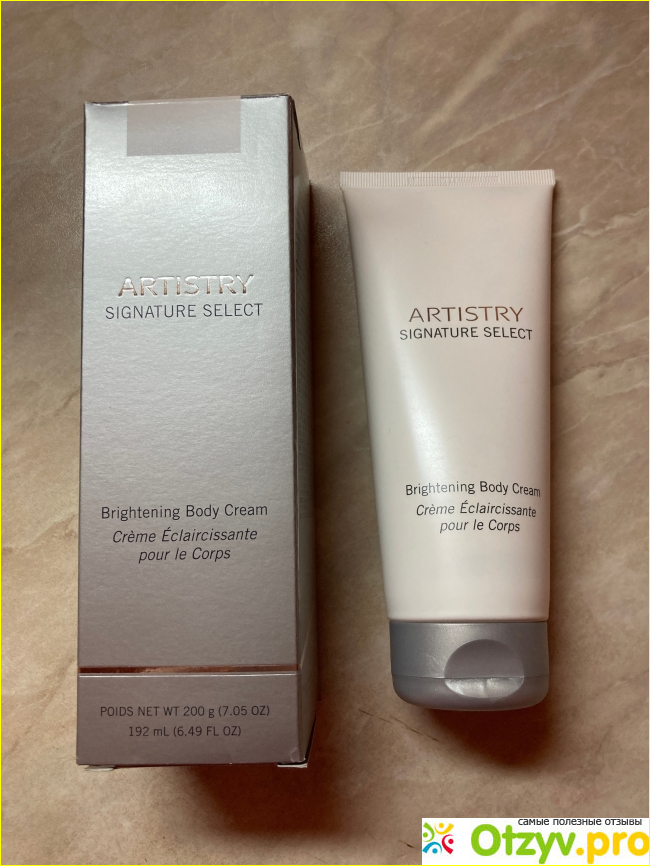 ARTISTRY
SIGNATURE SELECT
Brightening Body Cream
Crème Éclaircissante
pour le Corps
POIDS NET WT 200 g (7.05 OZ)
192 mL (6.49 FL OZ)
ARTISTRY
SIGNATURE SELECT
Brightening Body Cream
Crème Éclaircissante
pour le Corps
самые полезные отзывы
Otzyv.pro